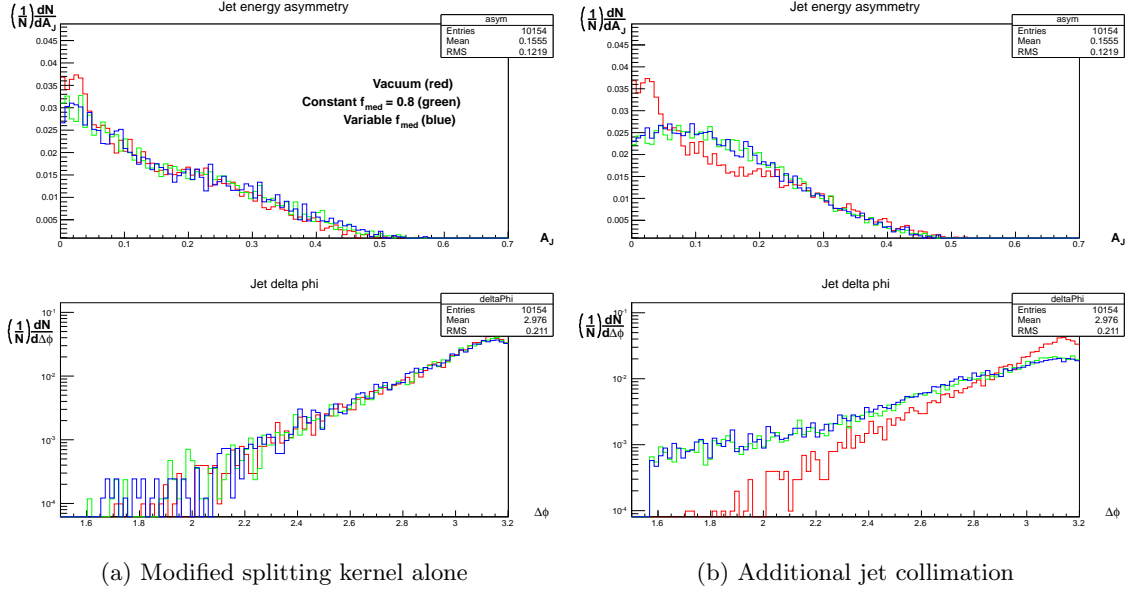 Jet energy asymmetry
(1/N) dN/dA_J
asym
Entries 10154
Mean 0.1555
RMS 0.1219
Vacuum (red)
Constant f_med = 0.8 (green)
Variable f_med (blue)
0.045
0.04
0.035
0.03
0.025
0.02
0.015
0.01
0.005
0 0.1 0.2 0.3 0.4 0.5 0.6 0.7
A_J
Jet delta phi
(1/N) dN/dΔϕ
deltaPhi
Entries 10154
Mean 2.976
RMS 0.211
10^-1
10^-2
10^-3
10^-4
1.6 1.8 2 2.2 2.4 2.6 2.8 3 3.2
Δϕ
(a) Modified splitting kernel alone
Jet energy asymmetry
(1/N) dN/dA_J
asym
Entries 10154
Mean 0.1555
RMS 0.1219
0.045
0.04
0.035
0.03
0.025
0.02
0.015
0.01
0.005
0 0.1 0.2 0.3 0.4 0.5 0.6 0.7
A_J
Jet delta phi
(1/N) dN/dΔϕ
deltaPhi
Entries 10154
Mean 2.976
RMS 0.211
10^-1
10^-2
10^-3
10^-4
1.6 1.8 2 2.2 2.4 2.6 2.8 3 3.2
Δϕ
(b) Additional jet collimation